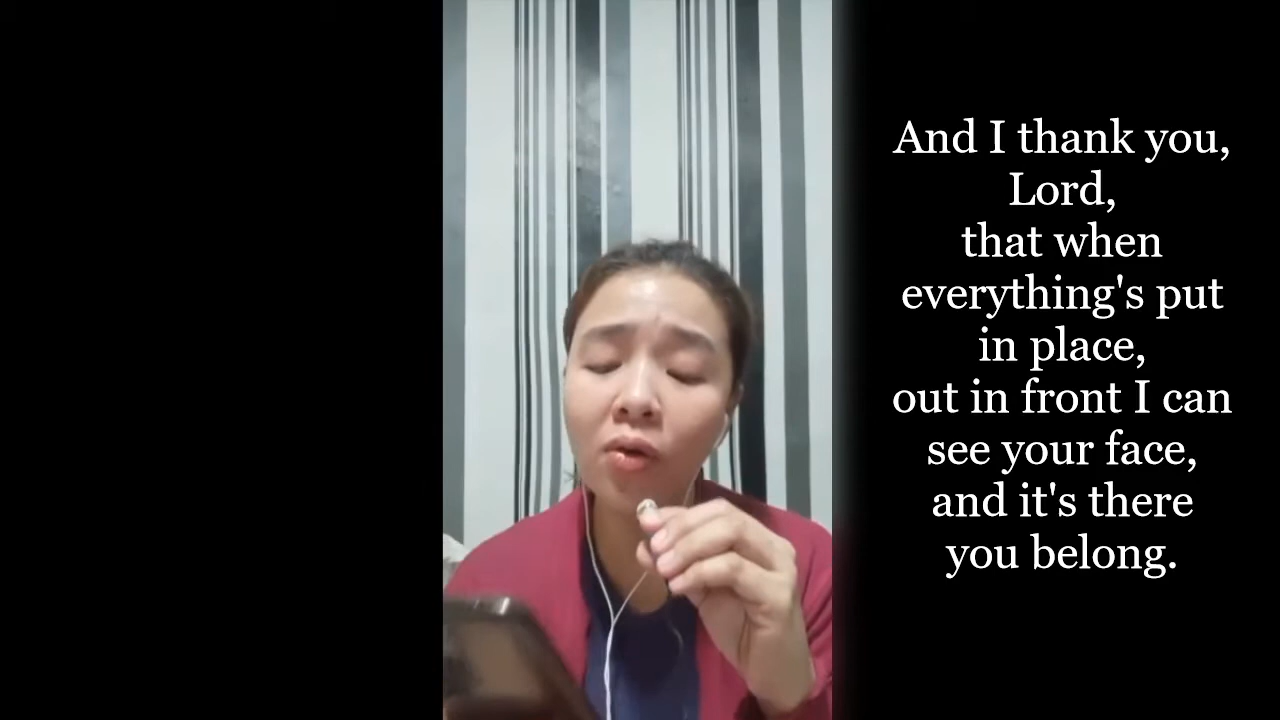 And I thank you,
Lord,
that when
everything's put
in place,
out in front I can
see your face,
and it's there
you belong.